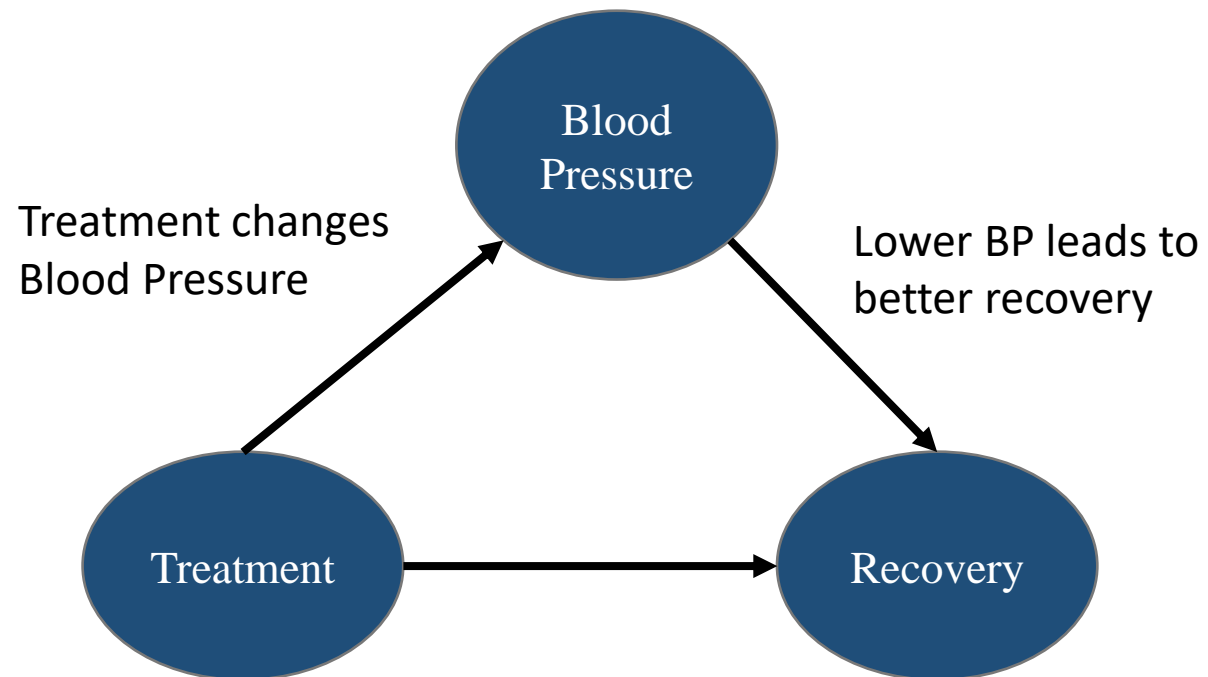 Blood
Pressure
Treatment changes
Blood Pressure
Lower BP leads to
better recovery
Treatment
Recovery